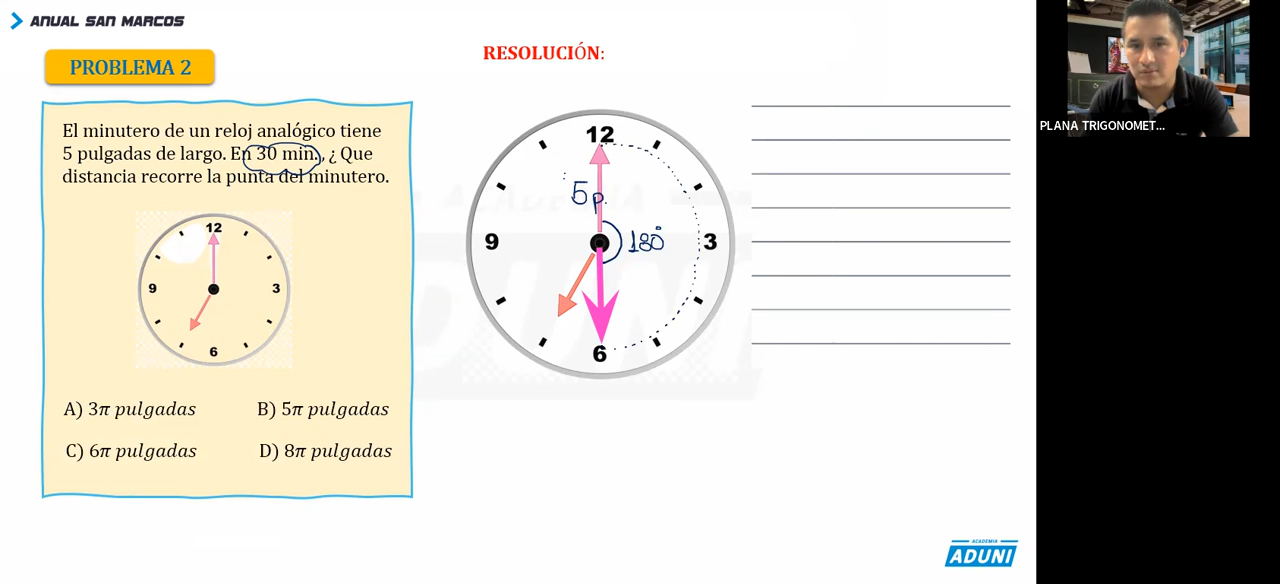 ANUAL SAN MARCOS
PROBLEMA 2
El minutero de un reloj analógico tiene
5 pulgadas de largo. En 30 min., ¿ Que
distancia recorre la punta del minutero.
12
9
3
6
A) 3π pulgadas
B) 5π pulgadas
C) 6π pulgadas
D) 8π pulgadas
RESOLUCIÓN:
12
5p.
9
180°
3
6
PLANA TRIGONOMET...
ACADEMIA
ADUNI